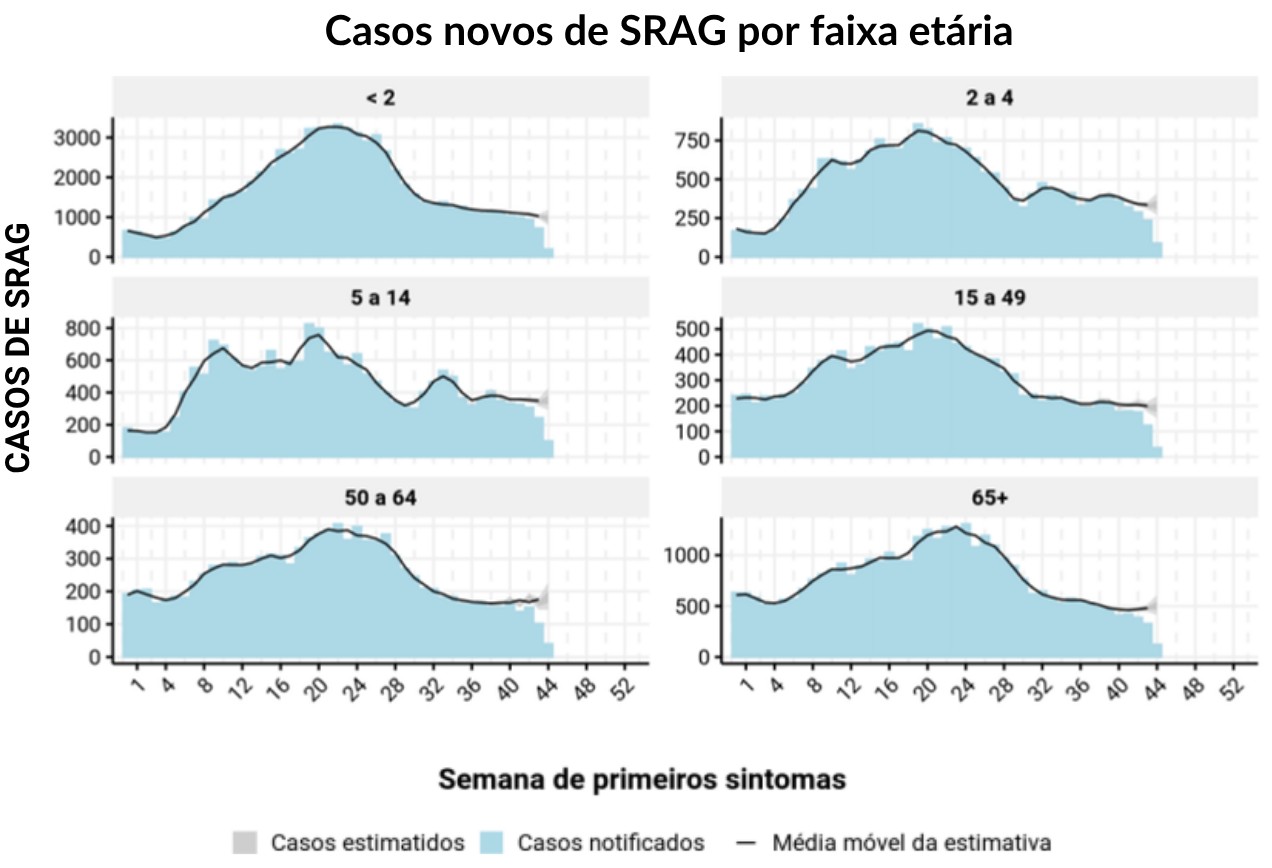 Casos novos de SRAG por faixa etária
CASOS DE SRAG
< 2
3000
2000
1000
0
2 a 4
750
500
250
0
5 a 14
800
600
400
200
0
15 a 49
500
400
300
200
100
0
50 a 64
400
300
200
100
0
65+
1000
500
0
1 4 8 12 16 20 24 28 32 36 40 44 48 52
1 4 8 12 16 20 24 28 32 36 40 44 48 52
Semana de primeiros sintomas
Casos estimatidos Casos notificados Média móvel da estimativa